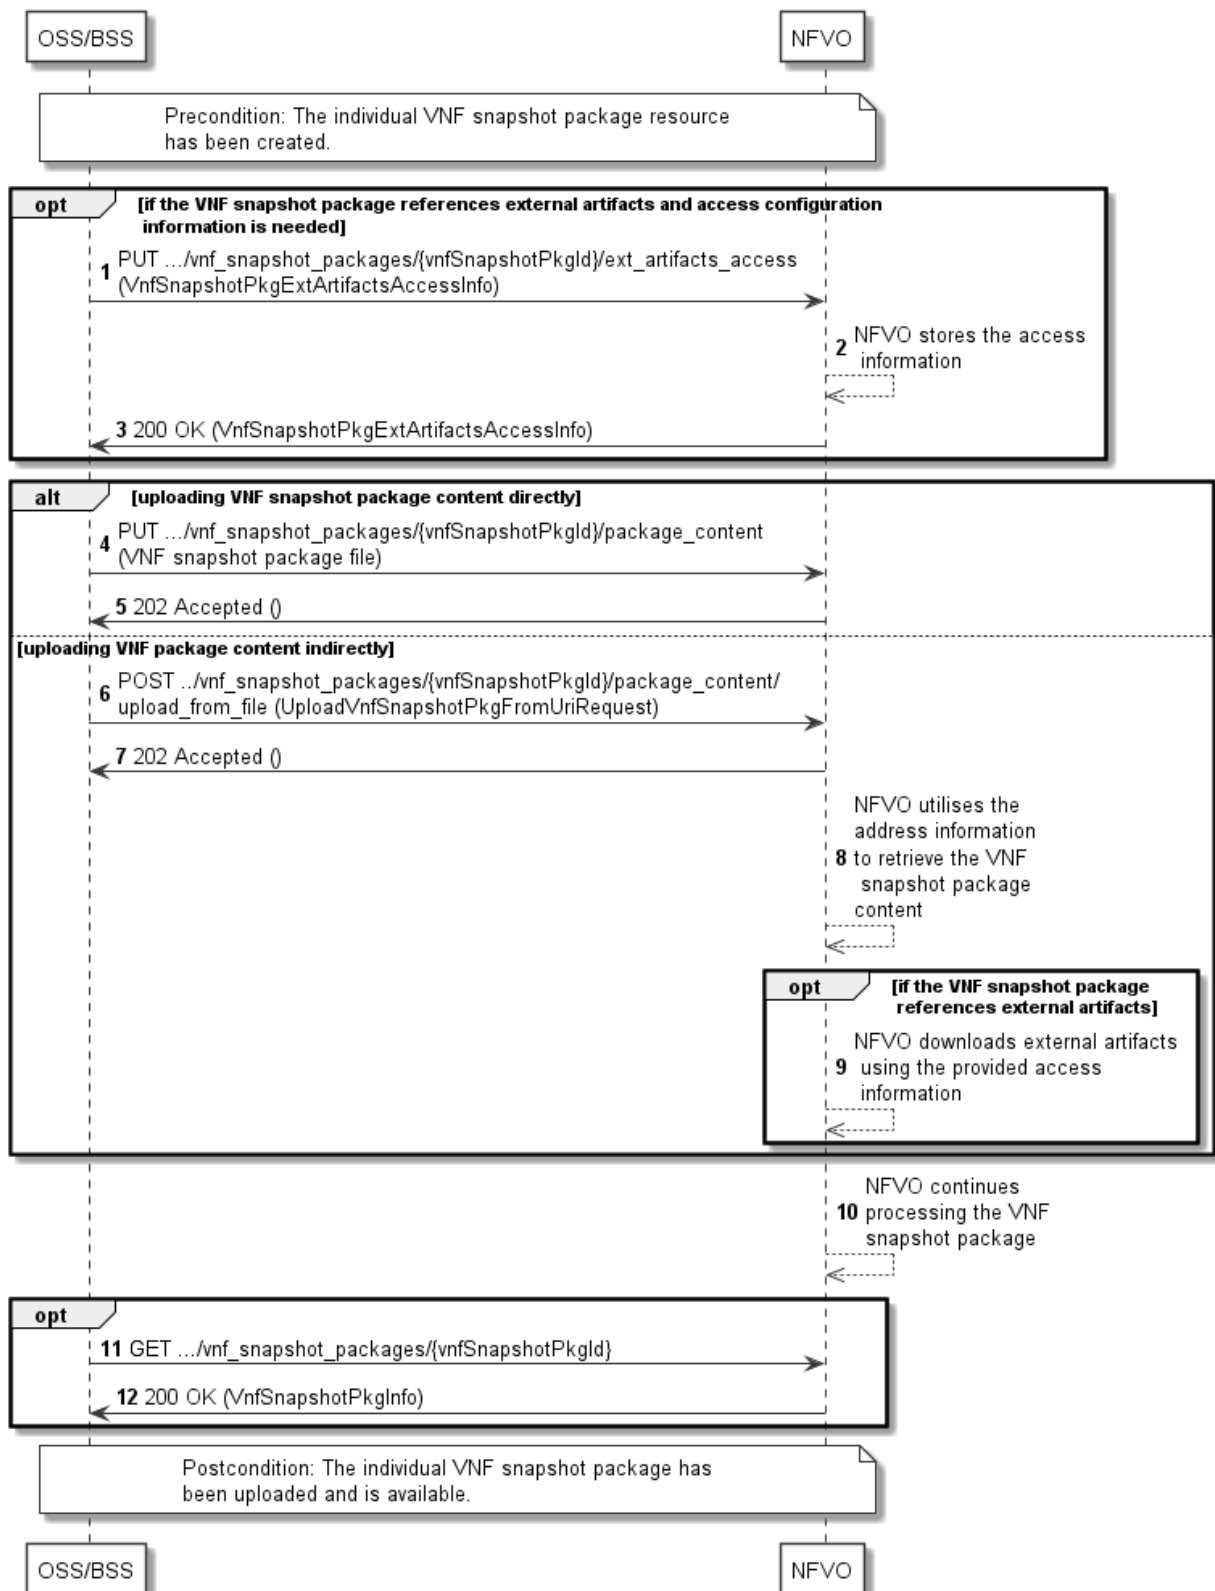 OSS/BSS
NFVO
Precondition: The individual VNF snapshot package resource
has been created.
opt
[if the VNF snapshot package references external artifacts and access configuration
information is needed]
1 PUT .../vnf_snapshot_packages/{vnfSnapshotPkgId}/ext_artifacts_access
(VnfSnapshotPkgExtArtifactsAccessInfo)
2 NFVO stores the access
information
3 200 OK (VnfSnapshotPkgExtArtifactsAccessInfo)
alt
[uploading VNF snapshot package content directly]
4 PUT .../vnf_snapshot_packages/{vnfSnapshotPkgId}/package_content
(VNF snapshot package file)
5 202 Accepted ()
[uploading VNF package content indirectly]
6 POST ../vnf_snapshot_packages/{vnfSnapshotPkgId}/package_content/
upload_from_file (UploadVnfSnapshotPkgFromUriRequest)
7 202 Accepted ()
NFVO utilises the
address information
8 to retrieve the VNF
snapshot package
content
opt
[if the VNF snapshot package
references external artifacts]
NFVO downloads external artifacts
9 using the provided access
information
NFVO continues
10 processing the VNF
snapshot package
opt
11 GET .../vnf_snapshot_packages/{vnfSnapshotPkgId}
12 200 OK (VnfSnapshotPkgInfo)
Postcondition: The individual VNF snapshot package has
been uploaded and is available.
OSS/BSS
NFVO